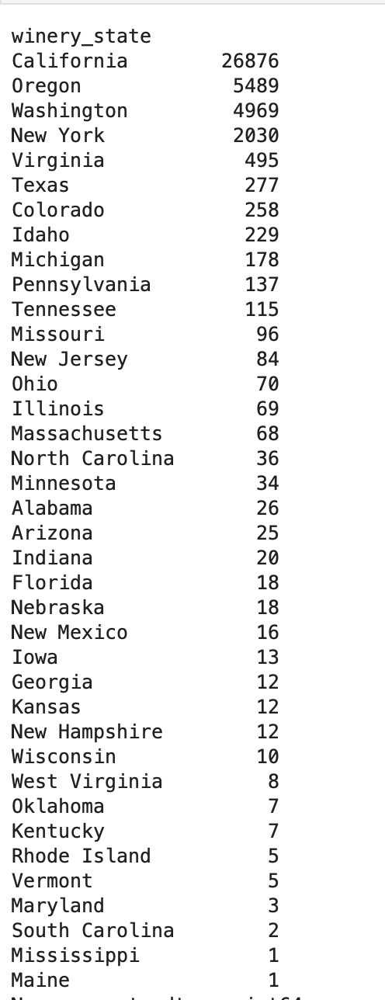 winery_state
California 26876
Oregon 5489
Washington 4969
New York 2030
Virginia 495
Texas 277
Colorado 258
Idaho 229
Michigan 178
Pennsylvania 137
Tennessee 115
Missouri 96
New Jersey 84
Ohio 70
Illinois 69
Massachusetts 68
North Carolina 36
Minnesota 34
Alabama 26
Arizona 25
Indiana 20
Florida 18
Nebraska 18
New Mexico 16
Iowa 13
Georgia 12
Kansas 12
New Hampshire 12
Wisconsin 10
West Virginia 8
Oklahoma 7
Kentucky 7
Rhode Island 5
Vermont 5
Maryland 3
South Carolina 2
Mississippi 1
Maine 1